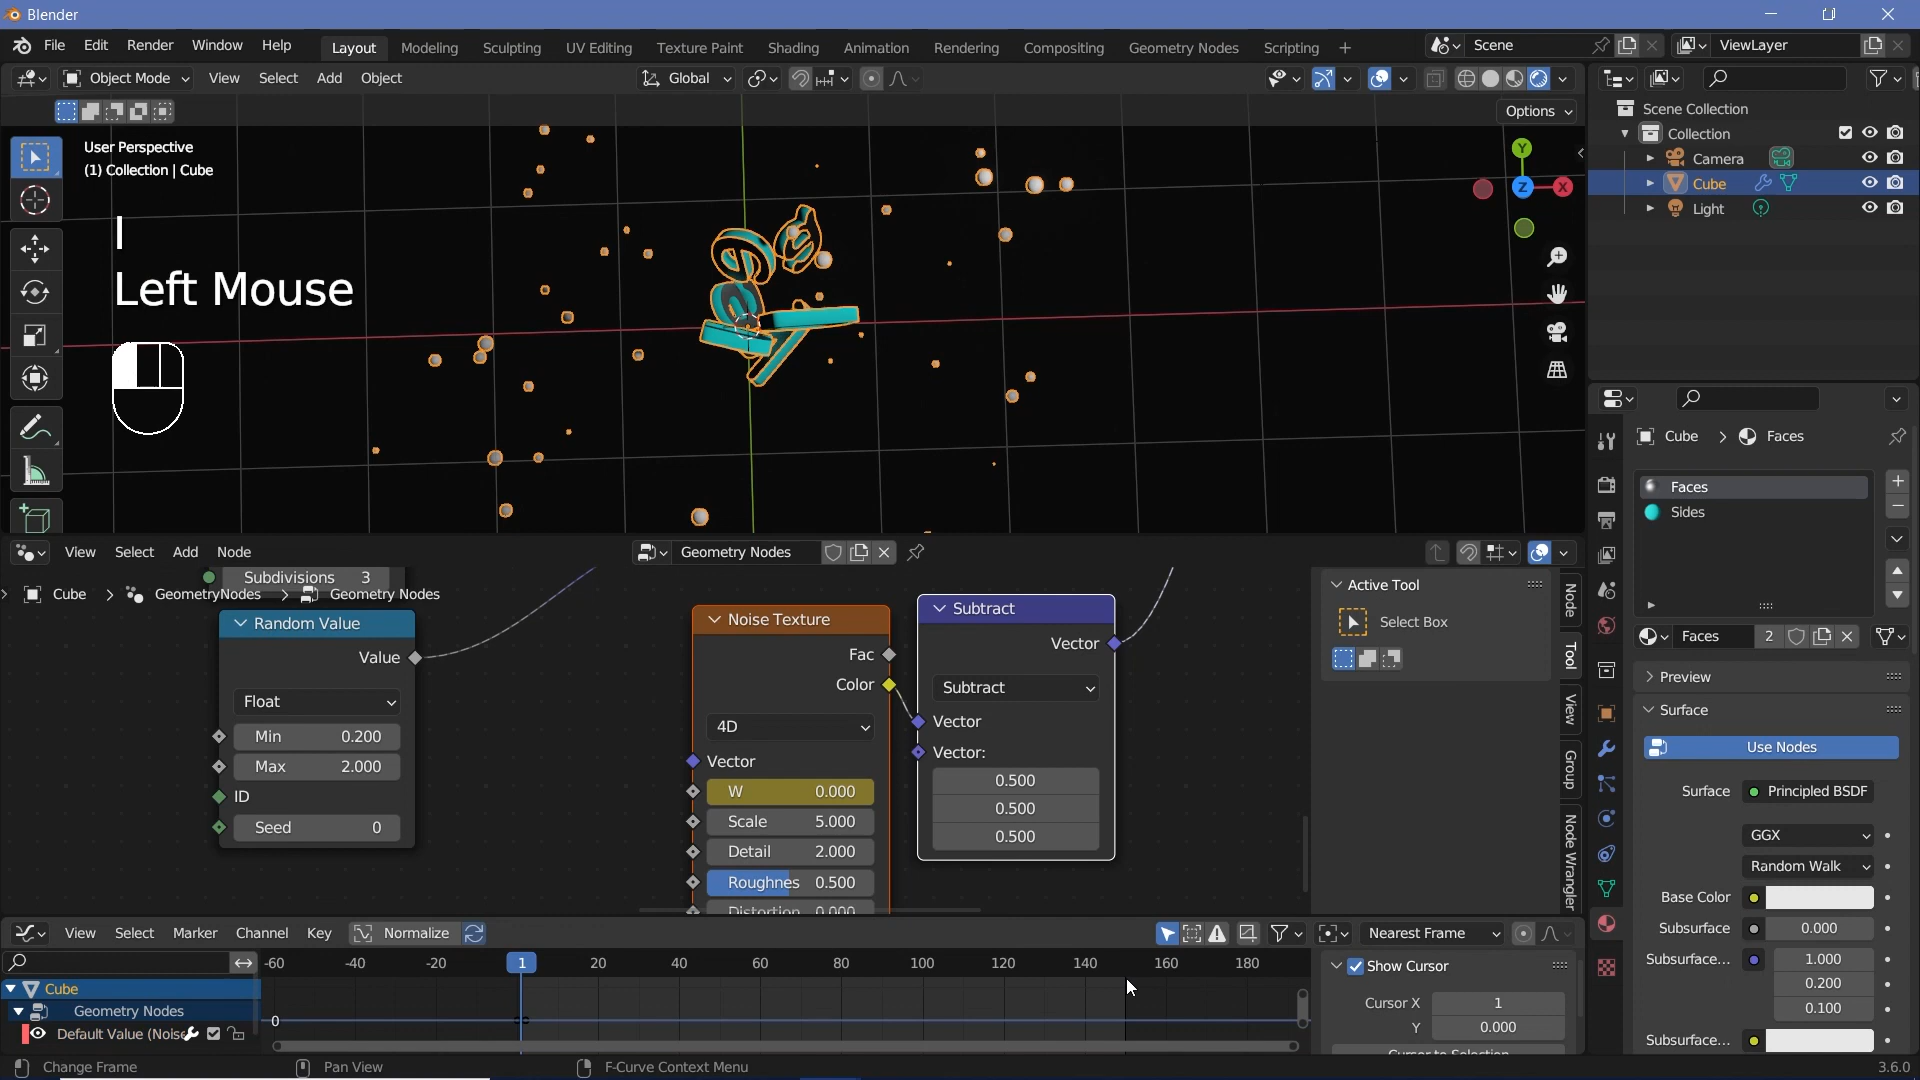 Blender
File Edit Render Window Help
Layout Modeling Sculpting UV Editing Texture Paint Shading Animation Rendering Compositing Geometry Nodes Scripting +
Scene
ViewLayer
Object Mode View Select Add Object
Global
Options
User Perspective
(1) Collection | Cube
I
Left Mouse
Y
Z
X
Scene Collection
Collection
Camera
Cube
Light
Cube > Faces
Faces
Sides
Faces 2
Preview
Surface
Use Nodes
Surface Principled BSDF
GGX
Random Walk
Base Color
Subsurface 0.000
Subsurface... 1.000
0.200
0.100
Subsurface...
View Select Add Node
Geometry Nodes
Subdivisions 3
Cube > GeometryNodes > Geometry Nodes
Random Value
Value
Float
Min 0.200
Max 2.000
ID
Seed 0
Noise Texture
Fac
Color
4D
Vector
W 0.000
Scale 5.000
Detail 2.000
Roughnes 0.500
Distortion 0.000
Subtract
Vector
Subtract
Vector
Vector:
0.500
0.500
0.500
Active Tool
Select Box
Node
Tool
View
Group
Node Wrangler
View Select Marker Channel Key Normalize
Nearest Frame
-60 -40 -20 1 20 40 60 80 100 120 140 160 180
Cube
Geometry Nodes
Default Value (Noise
0
Show Cursor
Cursor X 1
Y 0.000
Cursor to Selection
Change Frame
Pan View
F-Curve Context Menu
3.6.0